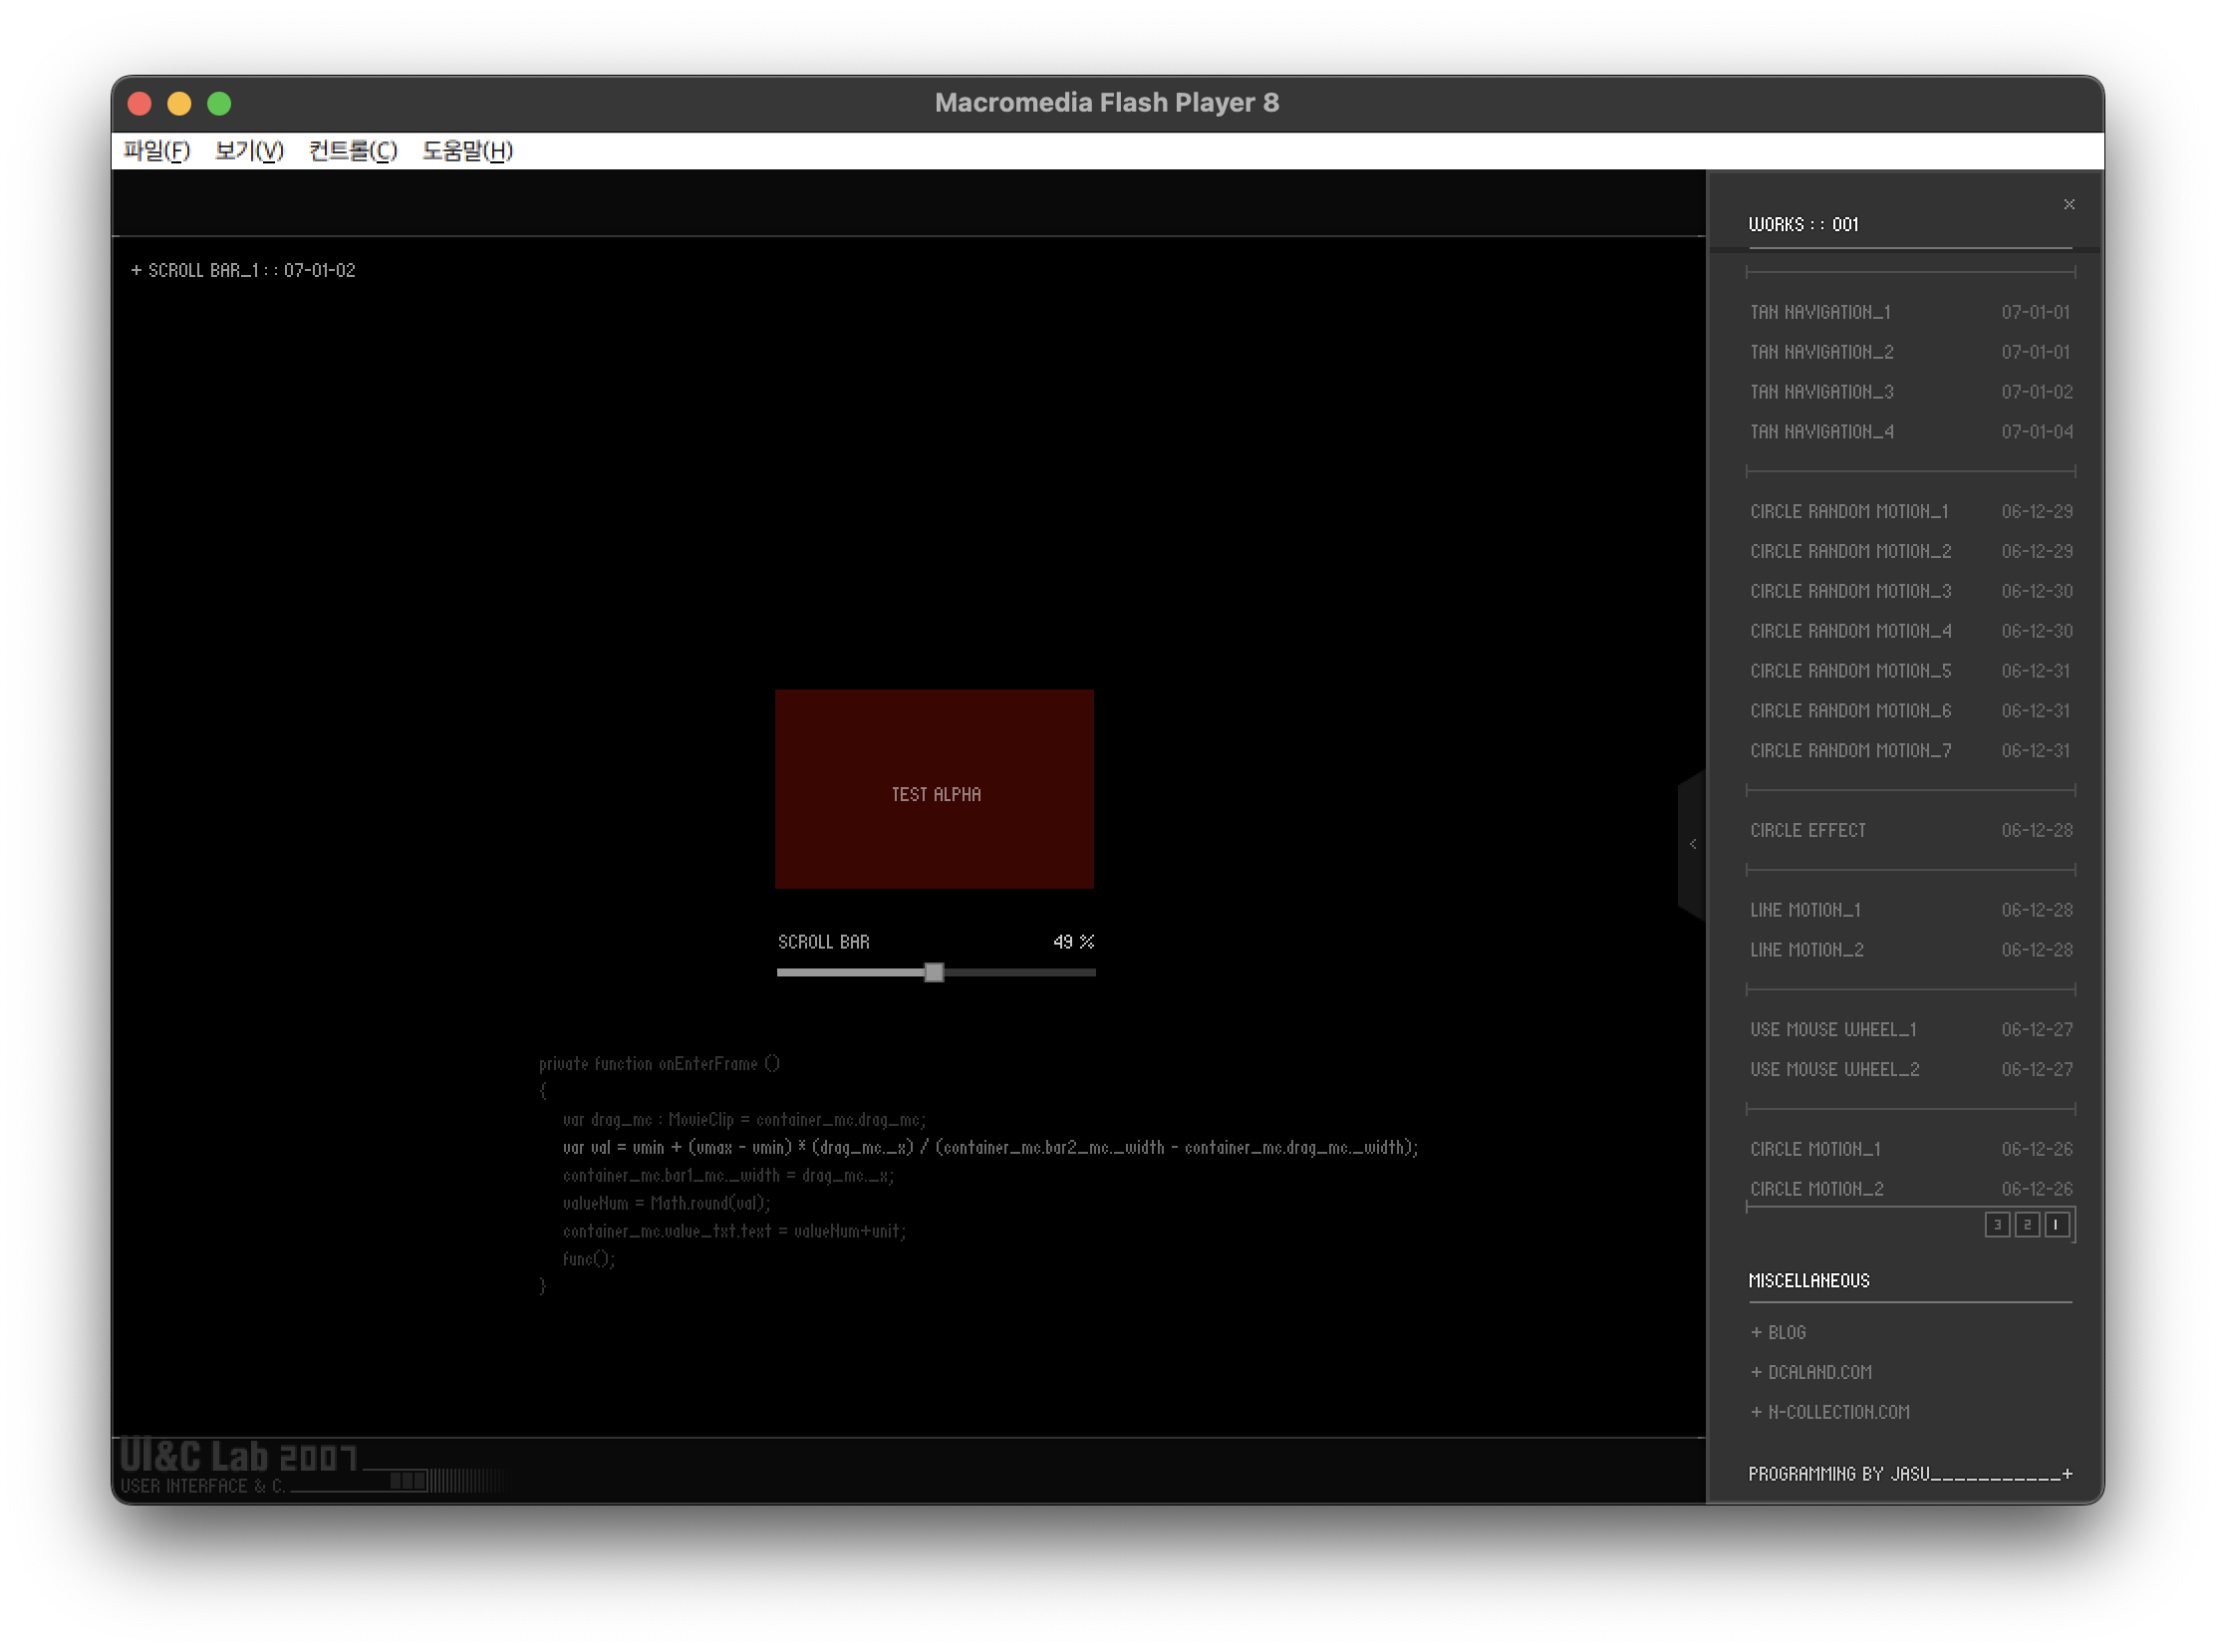 Macromedia Flash Player 8
파일(F) 보기(V) 컨트롤(C) 도움말(H)
+ SCROLL BAR_1 :: 07-01-02
TEST ALPHA
SCROLL BAR 49 %
private function onEnterFrame ()
{
var drag_mc : MovieClip = container_mc.drag_mc;
var val = vmin + (vmax - vmin) * (drag_mc._x) / (container_mc.bar2_mc._width - container_mc.drag_mc._width);
container_mc.bar1_mc._width = drag_mc._x;
valueNum = Math.round(val);
container_mc.value_txt.text = valueNum+unit;
func();
}
UI&C Lab 2007
USER INTERFACE & C.
×
WORKS :: 001
TAN NAVIGATION_1 07-01-01
TAN NAVIGATION_2 07-01-01
TAN NAVIGATION_3 07-01-02
TAN NAVIGATION_4 07-01-04
CIRCLE RANDOM MOTION_1 06-12-29
CIRCLE RANDOM MOTION_2 06-12-29
CIRCLE RANDOM MOTION_3 06-12-30
CIRCLE RANDOM MOTION_4 06-12-30
CIRCLE RANDOM MOTION_5 06-12-31
CIRCLE RANDOM MOTION_6 06-12-31
CIRCLE RANDOM MOTION_7 06-12-31
CIRCLE EFFECT 06-12-28
<
LINE MOTION_1 06-12-28
LINE MOTION_2 06-12-28
USE MOUSE WHEEL_1 06-12-27
USE MOUSE WHEEL_2 06-12-27
CIRCLE MOTION_1 06-12-26
CIRCLE MOTION_2 06-12-26
3 2 1
MISCELLANEOUS
+ BLOG
+ DCALAND.COM
+ N-COLLECTION.COM
PROGRAMMING BY JASU___________+